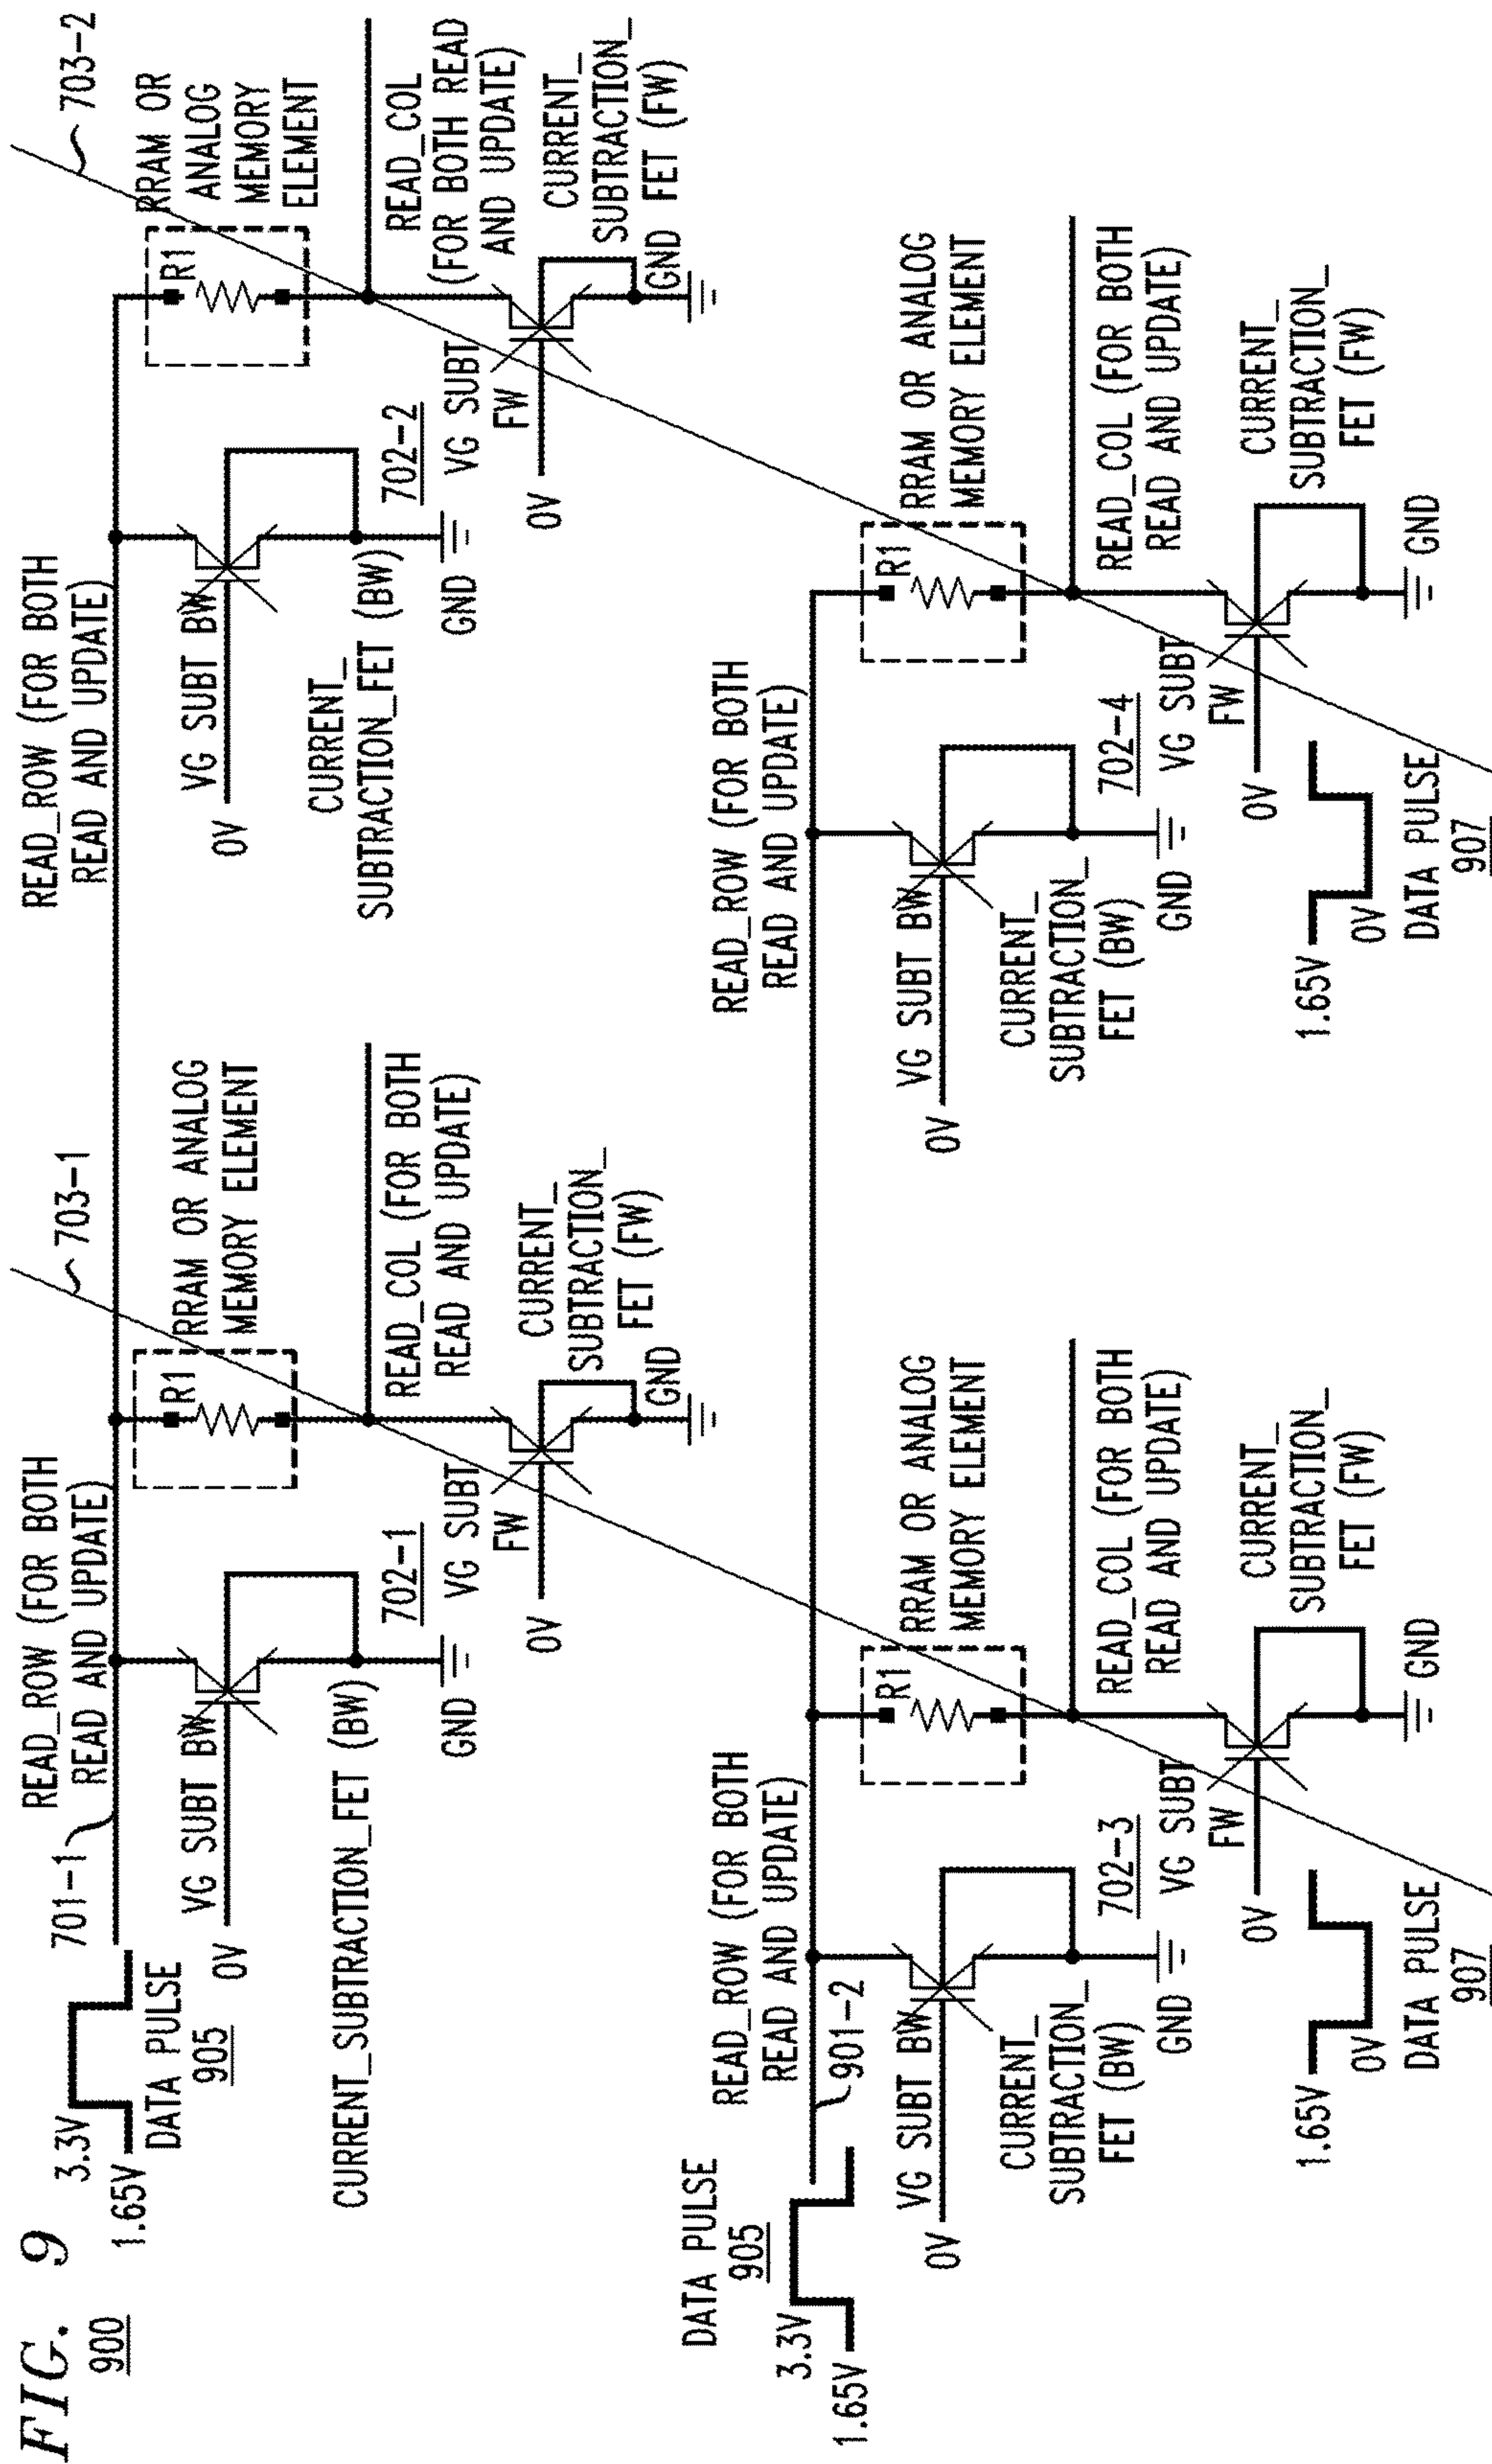 FIG. 9
900
3.3V
1.65V
DATA PULSE
905
701-1
READ_ROW (FOR BOTH
READ AND UPDATE)
VG SUBT BW
0V
CURRENT_SUBTRACTION_FET (BW)
GND
702-1
703-1
R1
RRAM OR ANALOG
MEMORY ELEMENT
READ_COL (FOR BOTH
READ AND UPDATE)
VG SUBT
FW
0V
CURRENT_
SUBTRACTION_
FET (FW)
GND
READ_ROW (FOR BOTH
READ AND UPDATE)
VG SUBT BW
0V
CURRENT_
SUBTRACTION_FET (BW)
GND
702-2
703-2
R1
RRAM OR
ANALOG
MEMORY
ELEMENT
READ_COL
(FOR BOTH READ
AND UPDATE)
VG SUBT
FW
0V
CURRENT_
SUBTRACTION_
FET (FW)
GND
DATA PULSE
905
3.3V
1.65V
READ_ROW (FOR BOTH
READ AND UPDATE)
901-2
VG SUBT BW
0V
CURRENT_
SUBTRACTION_
FET (BW)
GND
702-3
R1
RRAM OR ANALOG
MEMORY ELEMENT
READ_COL (FOR BOTH
READ AND UPDATE)
VG SUBT
FW
0V
CURRENT_
SUBTRACTION_
FET (FW)
GND
1.65V
0V
DATA PULSE
907
READ_ROW (FOR BOTH
READ AND UPDATE)
VG SUBT BW
0V
CURRENT_
SUBTRACTION_
FET (BW)
GND
702-4
R1
RRAM OR ANALOG
MEMORY ELEMENT
READ_COL (FOR BOTH
READ AND UPDATE)
VG SUBT
FW
0V
CURRENT_
SUBTRACTION_
FET (FW)
GND
1.65V
0V
DATA PULSE
907